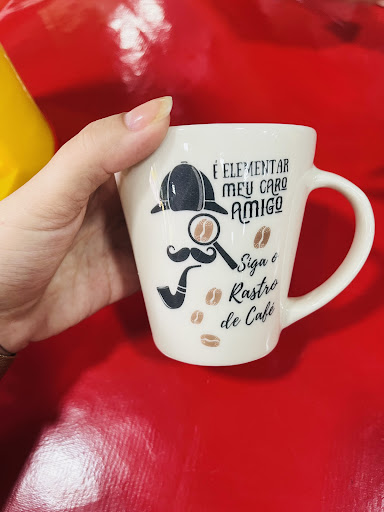 É ELEMENTAR
MEU CARO
AMIGO
Siga o
Rastro
de Café